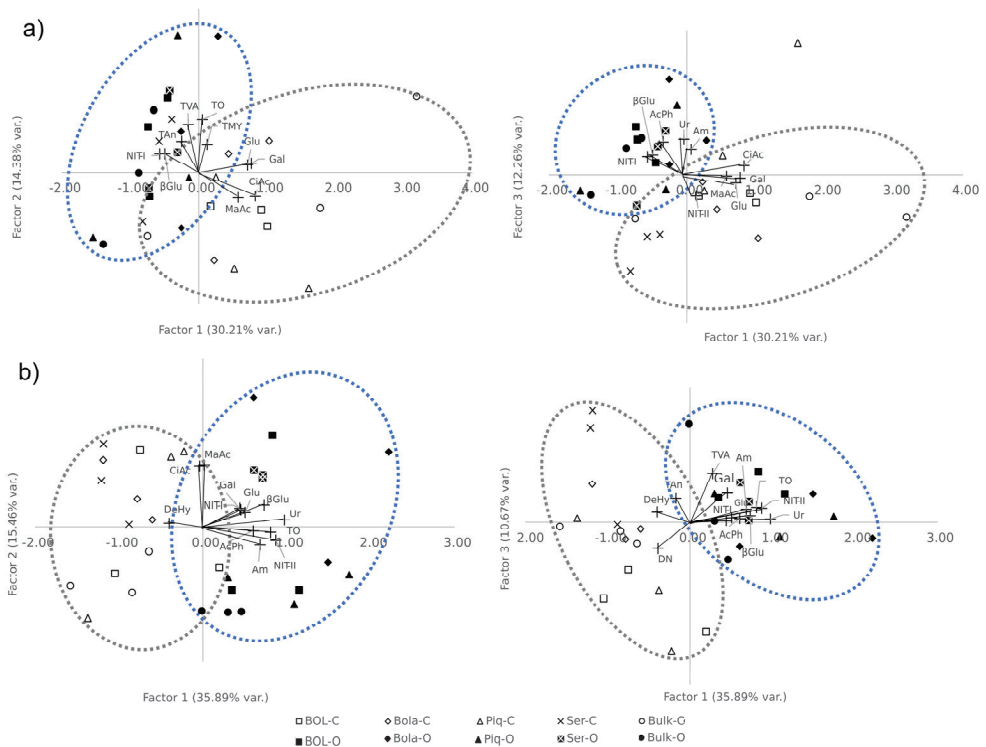 a)
Factor 2 (14.38% var.)
4.00
TVA
TO
TAn
TMY
Glu
NITI
Gal
-2.00
0.00
1.00
2.00
3.00
4.00
βGlu
CiAc
MaAc
Factor 1 (30.21% var.)
Factor 3 (12.26% var.)
βGlu
AcPh
Ur
Am
NITI
CiAc
-2.00
-1.00
0.00
1.00
2.00
3.00
4.00
MaAc
Gal
NITII
Glu
Factor 1 (30.21% var.)
b)
Factor 2 (15.46% var.)
CiAc
MaAc
Gal
Glu
NITI
βGlu
DeHy
Ur
-2.00
-1.00
0.00
1.00
2.00
3.00
AcPh
TO
Am
NITII
Factor 1 (35.89% var.)
Factor 3 (10.67% var.)
TVA
Am
Gal
TO
An
DeHy
NITI
Glu
NITII
Ur
-2.00
-1.00
0.00
1.00
2.00
3.00
AcPh
DN
βGlu
Factor 1 (35.89% var.)
BOL-C Bola-C Plq-C Ser-C Bulk-C
BOL-O Bola-O Plq-O Ser-O Bulk-O